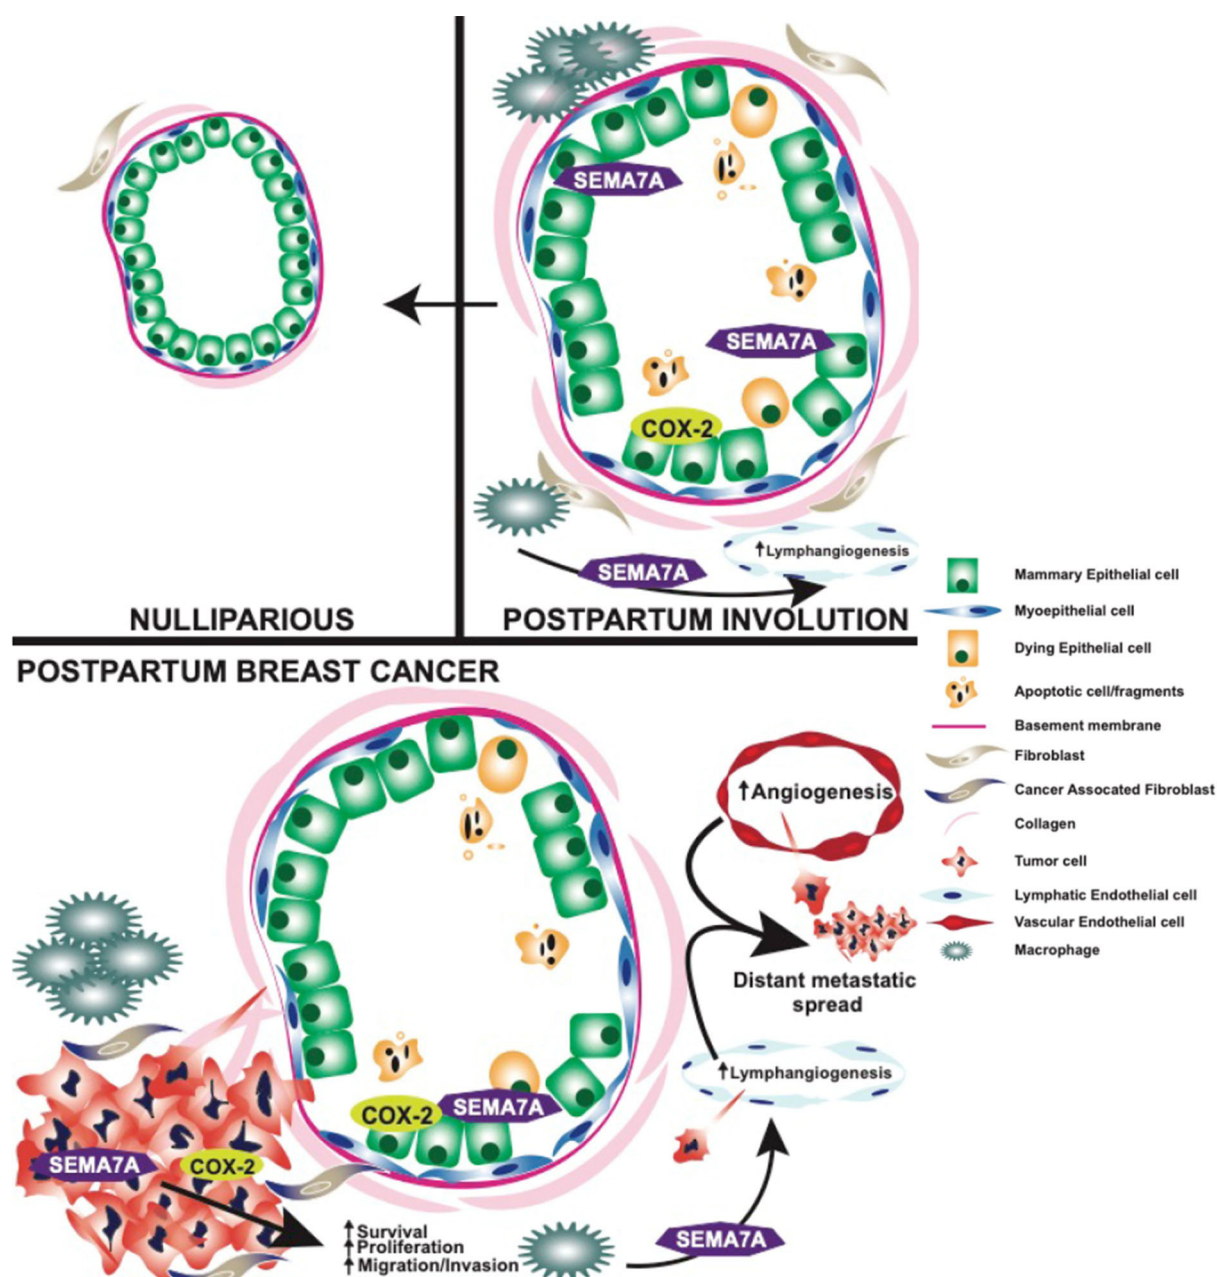 SEMA7A
SEMA7A
COX-2
↑Lymphangiogenesis
SEMA7A
NULLIPARIOUS
POSTPARTUM INVOLUTION
Mammary Epithelial cell
Myoepithelial cell
Dying Epithelial cell
Apoptotic cell/fragments
Basement membrane
Fibroblast
Cancer Assocated Fibroblast
Collagen
Tumor cell
Lymphatic Endothelial cell
Vascular Endothelial cell
Macrophage
POSTPARTUM BREAST CANCER
↑Angiogenesis
Distant metastatic
spread
↑Lymphangiogenesis
COX-2
SEMA7A
SEMA7A
COX-2
↑Survival
↑Proliferation
↑Migration/Invasion
SEMA7A